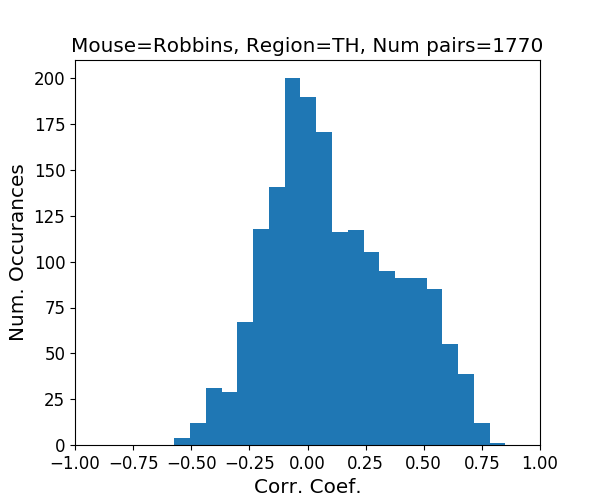 Mouse=Robbins, Region=TH, Num pairs=1770
200
175
150
125
100
75
50
25
0
Num. Occurances
−1.00 −0.75 −0.50 −0.25 0.00 0.25 0.50 0.75 1.00
Corr. Coef.